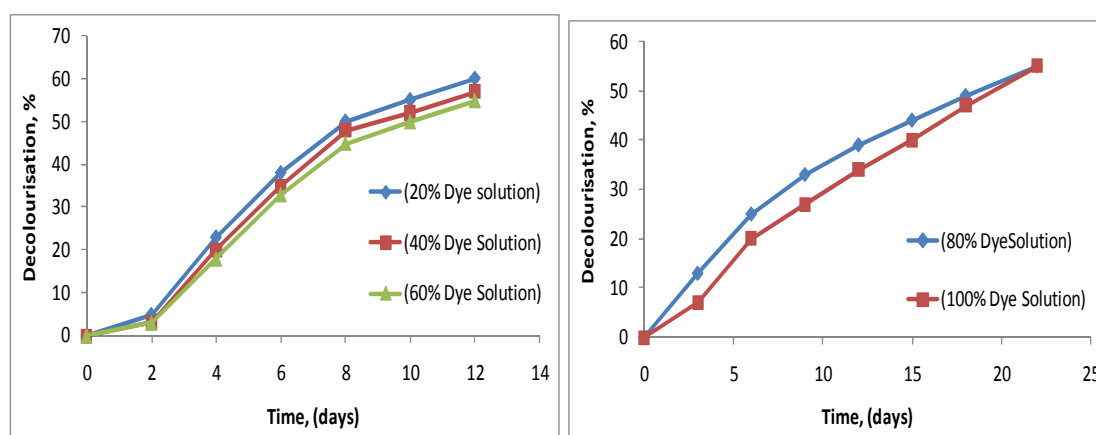 Decolourisation, %
70
60
50
40
30
20
10
0
0 2 4 6 8 10 12 14
Time, (days)
(20% Dye solution)
(40% Dye Solution)
(60% Dye Solution)
Decolourisation, %
60
50
40
30
20
10
0
0 5 10 15 20 25
Time, (days)
(80% DyeSolution)
(100% Dye Solution)